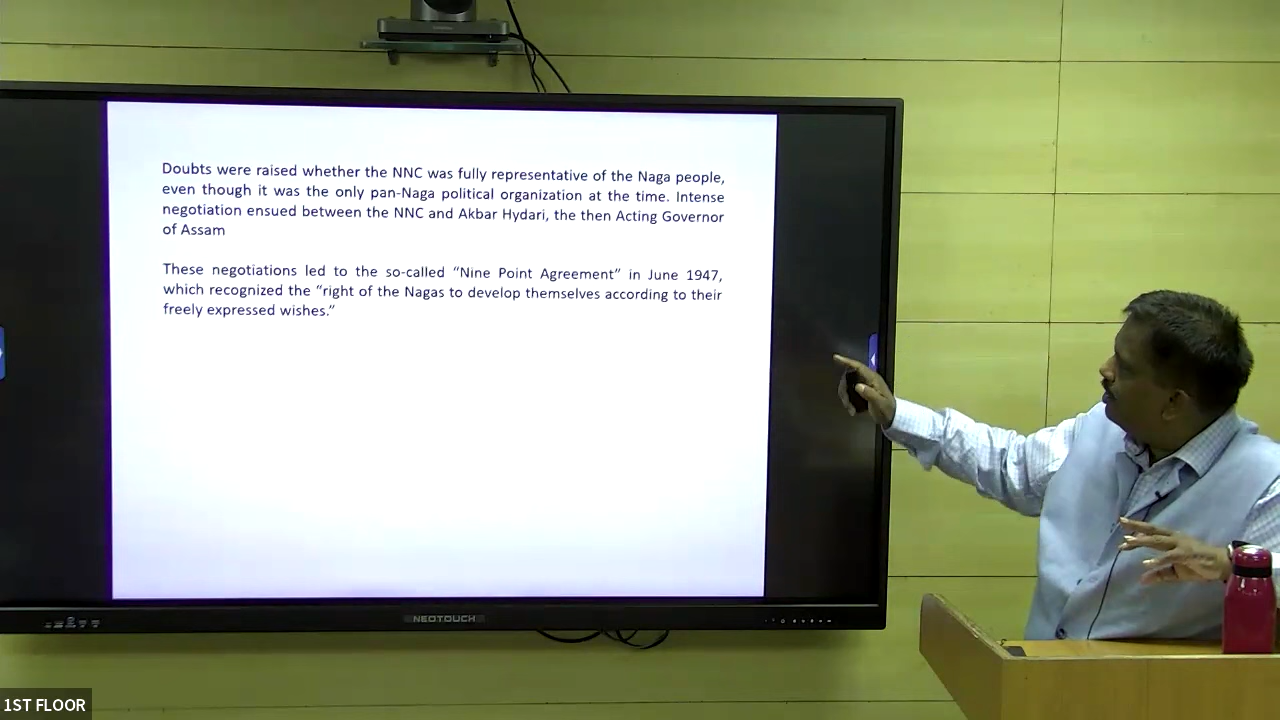 Doubts were raised whether the NNC was fully representative of the Naga people,
even though it was the only pan-Naga political organization at the time. Intense
negotiation ensued between the NNC and Akbar Hydari, the then Acting Governor
of Assam
These negotiations led to the so-called “Nine Point Agreement” in June 1947,
which recognized the “right of the Nagas to develop themselves according to their
freely expressed wishes.”
NEOTOUCH
1ST FLOOR